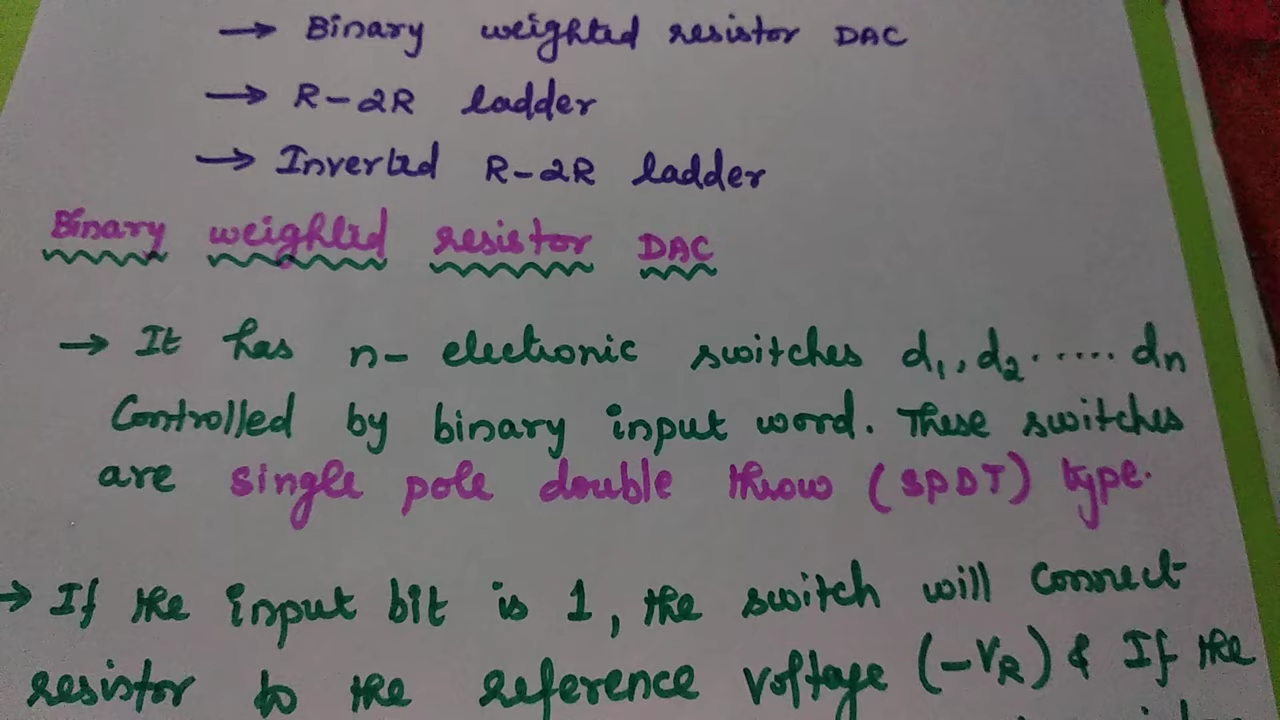 → Binary weighted resistor DAC
→ R-2R ladder
→ Inverted R-2R ladder
Binary weighted resistor DAC
→ It has n- electronic switches d₁, d₂ ...... dn
Controlled by binary input word. These switches
are single pole double throw (SPDT) type.
→ If the input bit is 1, the switch will connect
resistor to the reference voltage (-VR) & If the